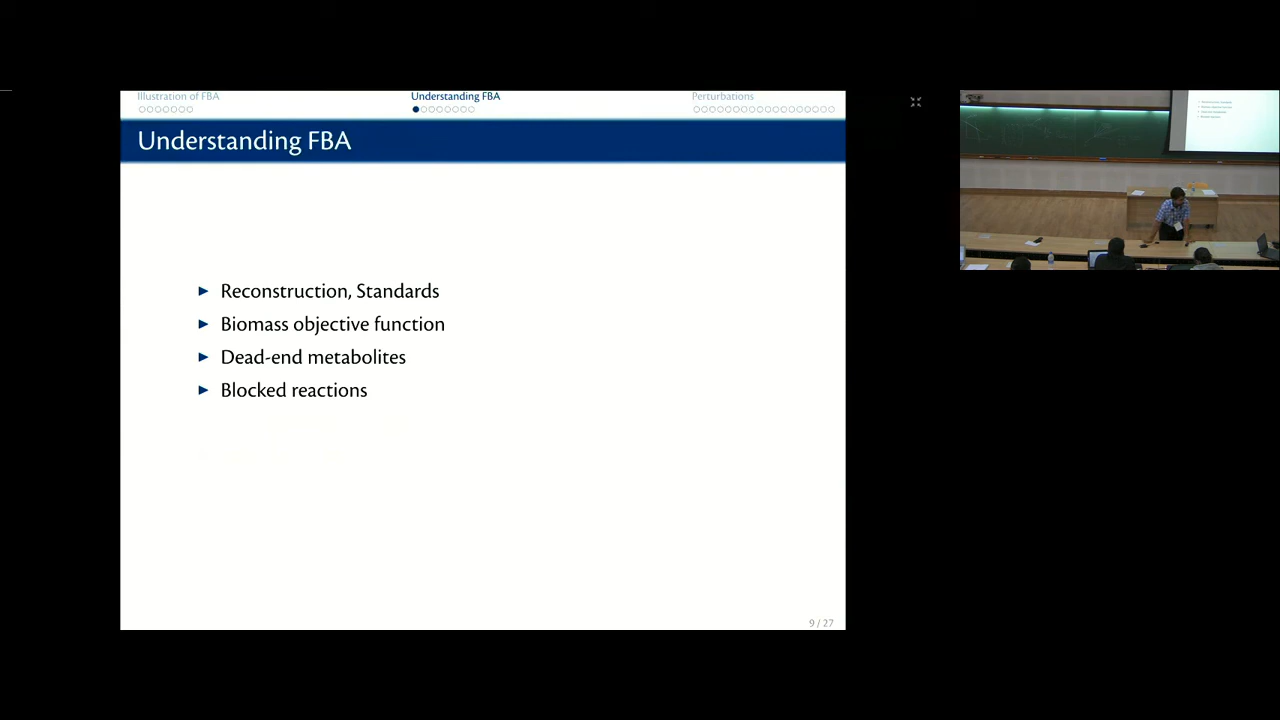 Illustration of FBA
Understanding FBA
Perturbations
Understanding FBA
Reconstruction, Standards
Biomass objective function
Dead-end metabolites
Blocked reactions
9 / 27